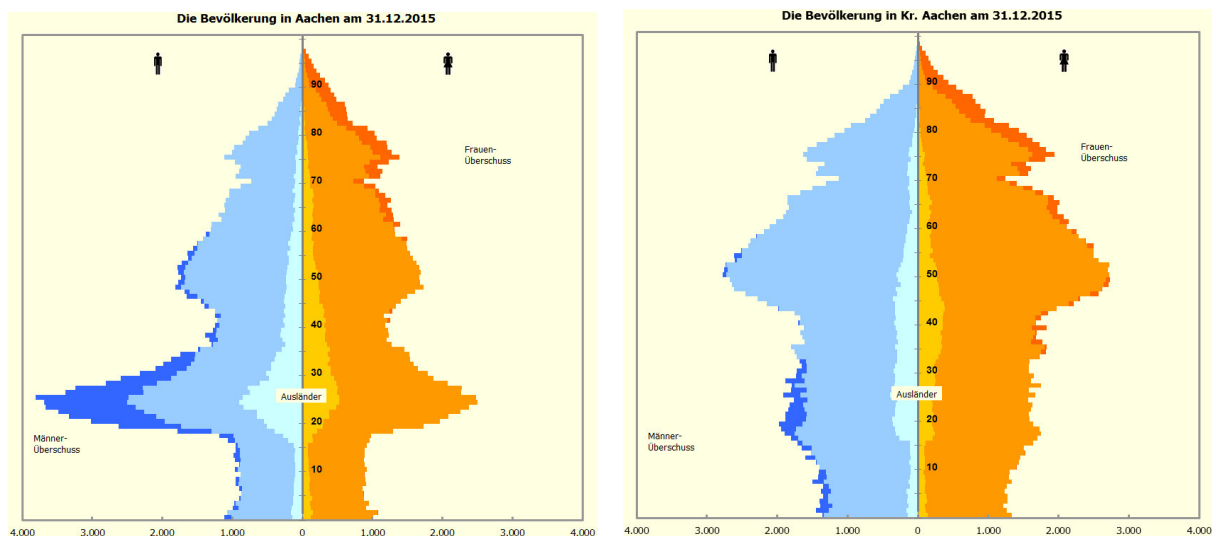 Die Bevölkerung in Aachen am 31.12.2015
90
80
Frauen-
Überschuss
70
60
50
40
30
Ausländer
20
Männer-
Überschuss
10
4.000 3.000 2.000 1.000 0 1.000 2.000 3.000 4.000
Die Bevölkerung in Kr. Aachen am 31.12.2015
90
80
Frauen-
Überschuss
70
60
50
40
30
Ausländer
20
Männer-
Überschuss
10
4.000 3.000 2.000 1.000 0 1.000 2.000 3.000 4.000